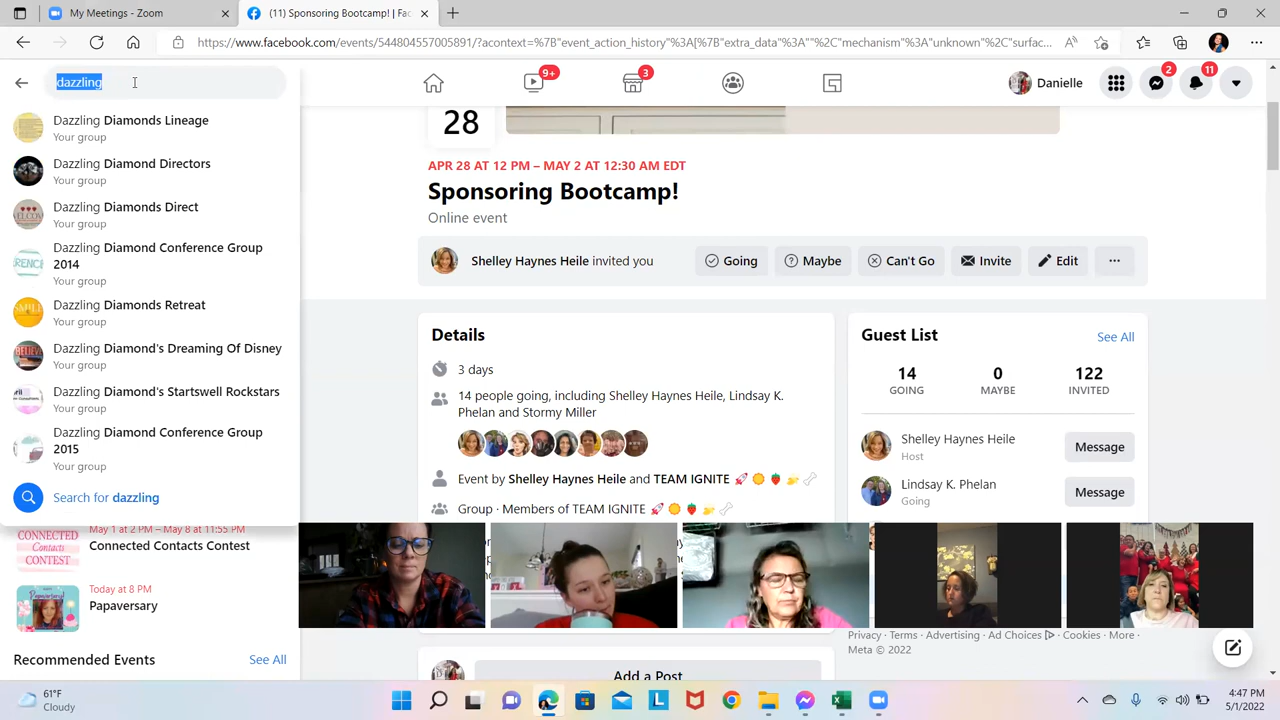 My Meetings - Zoom
(11) Sponsoring Bootcamp! | Fac
https://www.facebook.com/events/544804557005891/?acontext=%7B"event_action_history"%3A[%7B"extra_data"%3A""%2C"mechanism"%3A"unknown"%2C"surfac...
dazzling
9+
3
Danielle
2
11
Dazzling Diamonds Lineage
Your group
Dazzling Diamond Directors
Your group
Dazzling Diamonds Direct
Your group
Dazzling Diamond Conference Group
2014
Your group
Dazzling Diamonds Retreat
Your group
Dazzling Diamond's Dreaming Of Disney
Your group
Dazzling Diamond's Startswell Rockstars
Your group
Dazzling Diamond Conference Group
2015
Your group
Search for dazzling
May 1 at 2 PM – May 8 at 11:55 PM
Connected Contacts Contest
CONNECTED
Contacts
CONTEST
Today at 8 PM
Papaversary
Recommended Events
See All
28
APR 28 AT 12 PM – MAY 2 AT 12:30 AM EDT
Sponsoring Bootcamp!
Online event
Shelley Haynes Heile invited you
Going
Maybe
Can't Go
Invite
Edit
...
Details
3 days
14 people going, including Shelley Haynes Heile, Lindsay K.
Phelan and Stormy Miller
Event by Shelley Haynes Heile and TEAM IGNITE 🚀
Group · Members of TEAM IGNITE 🚀
Guest List
See All
14
GOING
0
MAYBE
122
INVITED
Shelley Haynes Heile
Host
Message
Lindsay K. Phelan
Going
Message
Privacy · Terms · Advertising · Ad Choices · Cookies · More ·
Meta © 2022
Add a Post
61°F
Cloudy
4:47 PM
5/1/2022